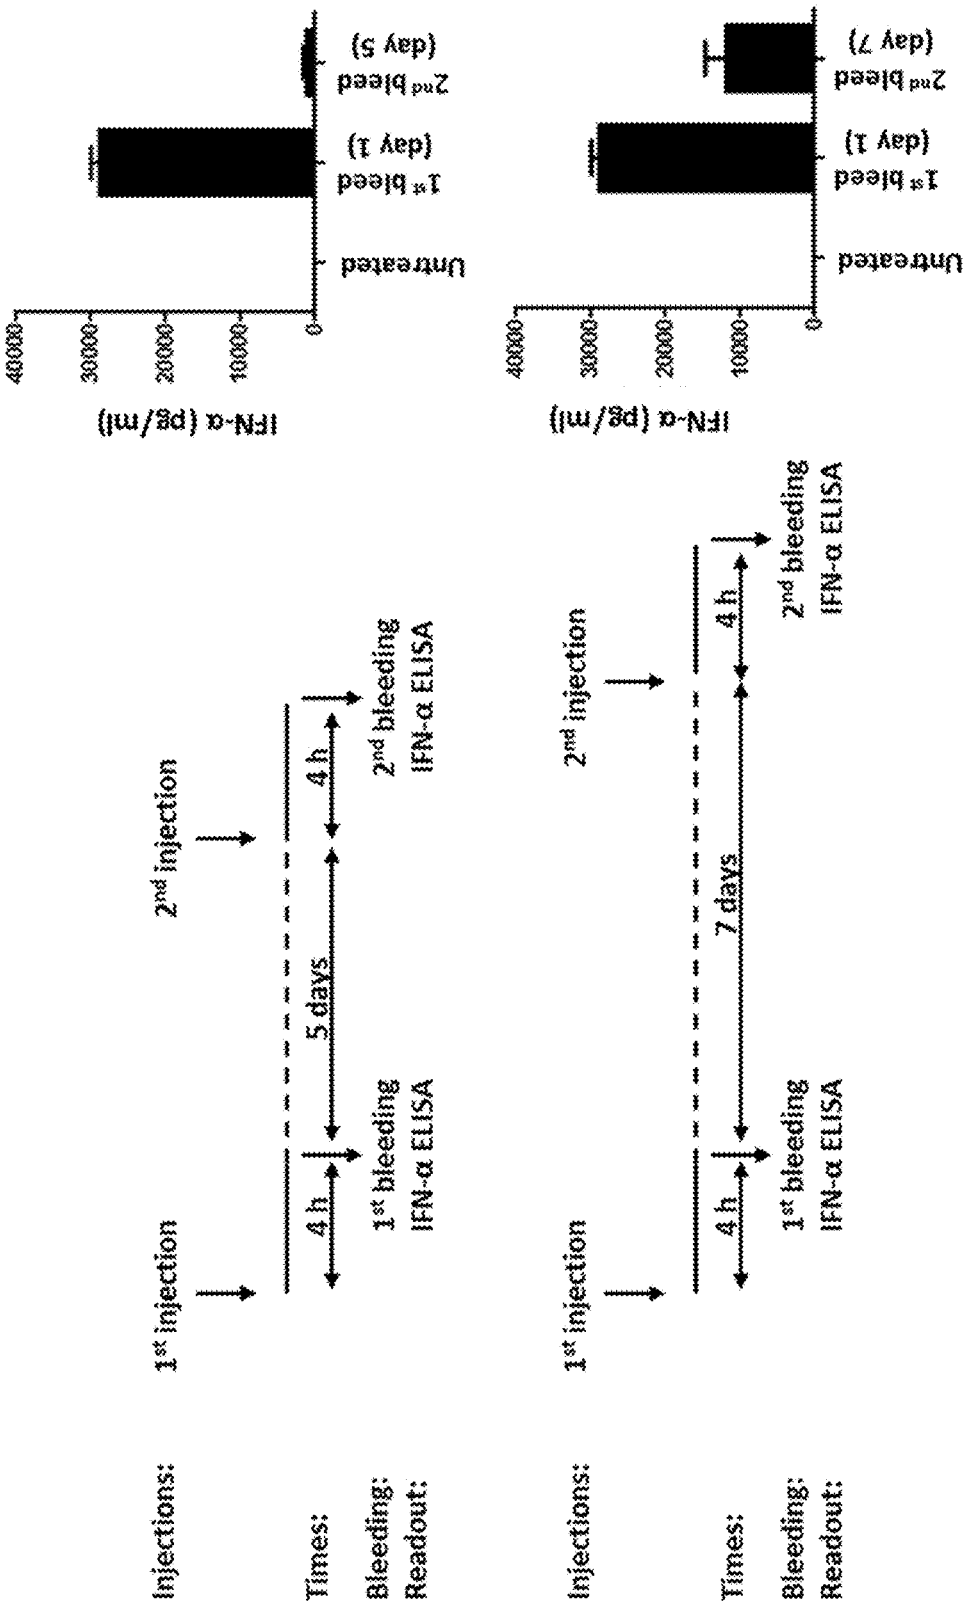 Injections:
1st injection
2nd injection
Times:
4 h
5 days
4 h
Bleeding:
1st bleeding
2nd bleeding
Readout:
IFN-α ELISA
IFN-α ELISA
IFN-α (pg/ml)
40000
30000
20000
10000
0
Untreated
1st bleed
(day 1)
2nd bleed
(day 5)
Injections:
1st injection
2nd injection
Times:
4 h
7 days
4 h
Bleeding:
1st bleeding
2nd bleeding
Readout:
IFN-α ELISA
IFN-α ELISA
IFN-α (pg/ml)
40000
30000
20000
10000
0
Untreated
1st bleed
(day 1)
2nd bleed
(day 7)